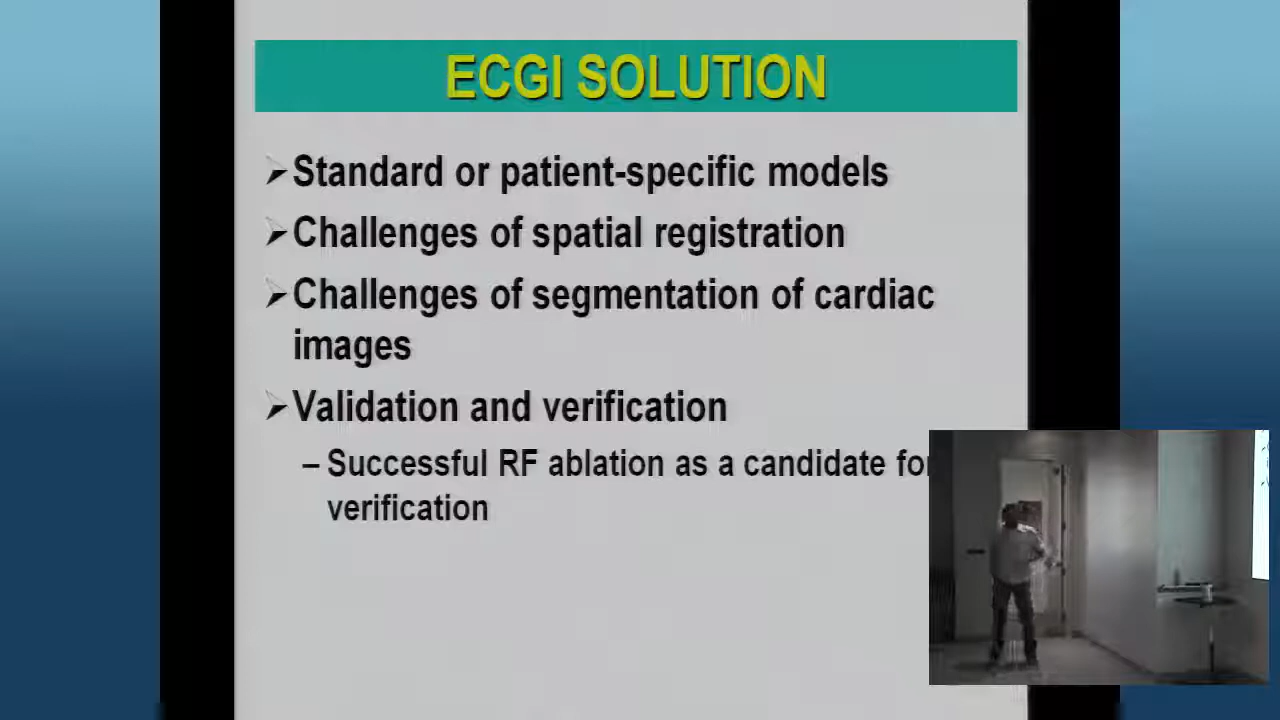 ECGI SOLUTION
➢Standard or patient-specific models
➢Challenges of spatial registration
➢Challenges of segmentation of cardiac
images
➢Validation and verification
– Successful RF ablation as a candidate for
verification